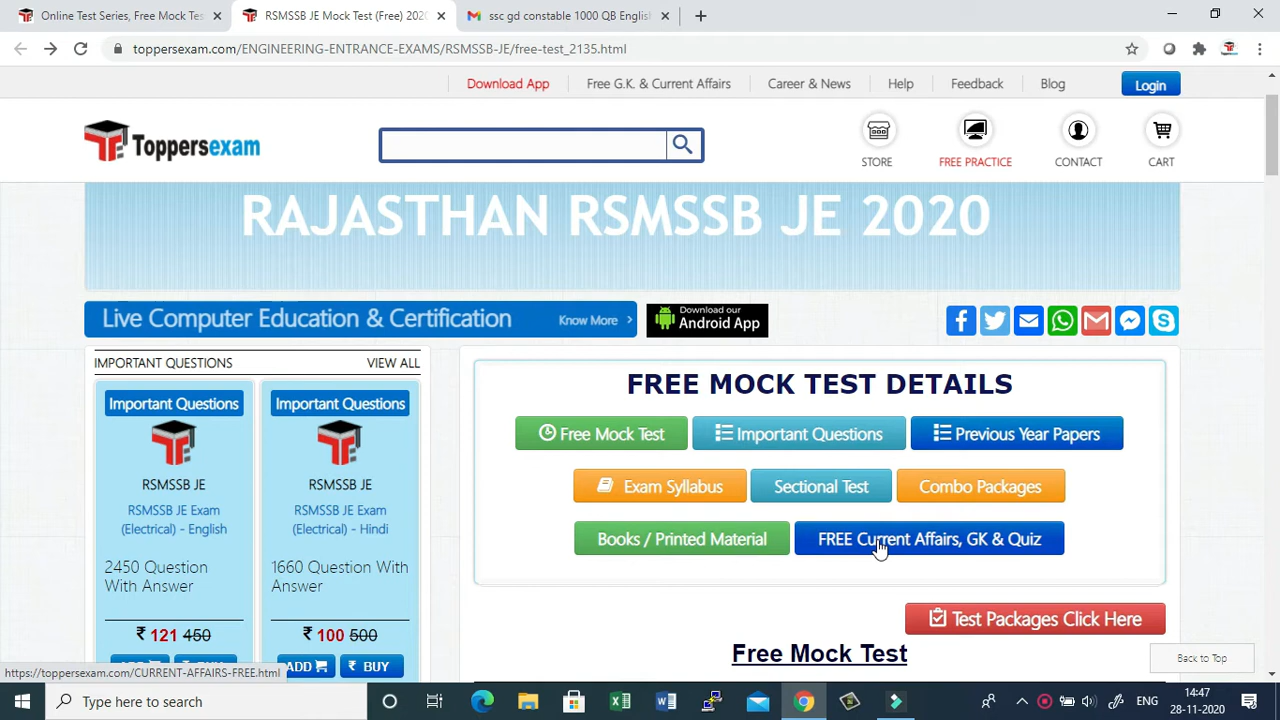 Online Test Series, Free Mock Tes
RSMSSB JE Mock Test (Free) 2020
ssc gd constable 1000 QB English
toppersexam.com/ENGINEERING-ENTRANCE-EXAMS/RSMSSB-JE/free-test_2135.html
Download App
Free G.K. & Current Affairs
Career & News
Help
Feedback
Blog
Login
Toppersexam
STORE
FREE PRACTICE
CONTACT
CART
RAJASTHAN RSMSSB JE 2020
Live Computer Education & Certification
Know More
Download our
Android App
IMPORTANT QUESTIONS
VIEW ALL
Important Questions
RSMSSB JE
RSMSSB JE Exam
(Electrical) - English
2450 Question
With Answer
₹ 121 450
ADD
₹ BUY
Important Questions
RSMSSB JE
RSMSSB JE Exam
(Electrical) - Hindi
1660 Question With
Answer
₹ 100 500
ADD
₹ BUY
FREE MOCK TEST DETAILS
Free Mock Test
Important Questions
Previous Year Papers
Exam Syllabus
Sectional Test
Combo Packages
Books / Printed Material
FREE Current Affairs, GK & Quiz
Test Packages Click Here
Free Mock Test
Back to Top
https://toppersexam.com/CURRENT-AFFAIRS-FREE.html
Type here to search
ENG
14:47
28-11-2020